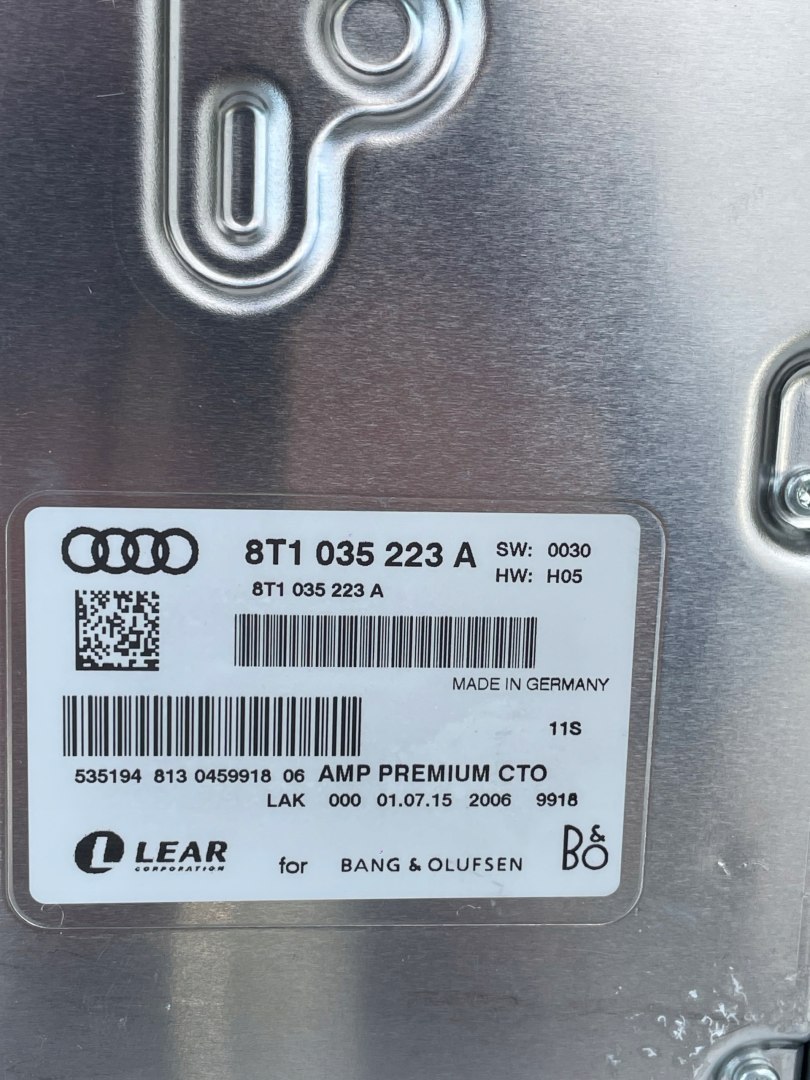 8T1 035 223 A SW: 0030
8T1 035 223 A HW: H05
MADE IN GERMANY
11S
535194 813 0459918 06 AMP PREMIUM CTO
LAK 000 01.07.15 2006 9918
LEAR
CORPORATION
for BANG & OLUFSEN B&O